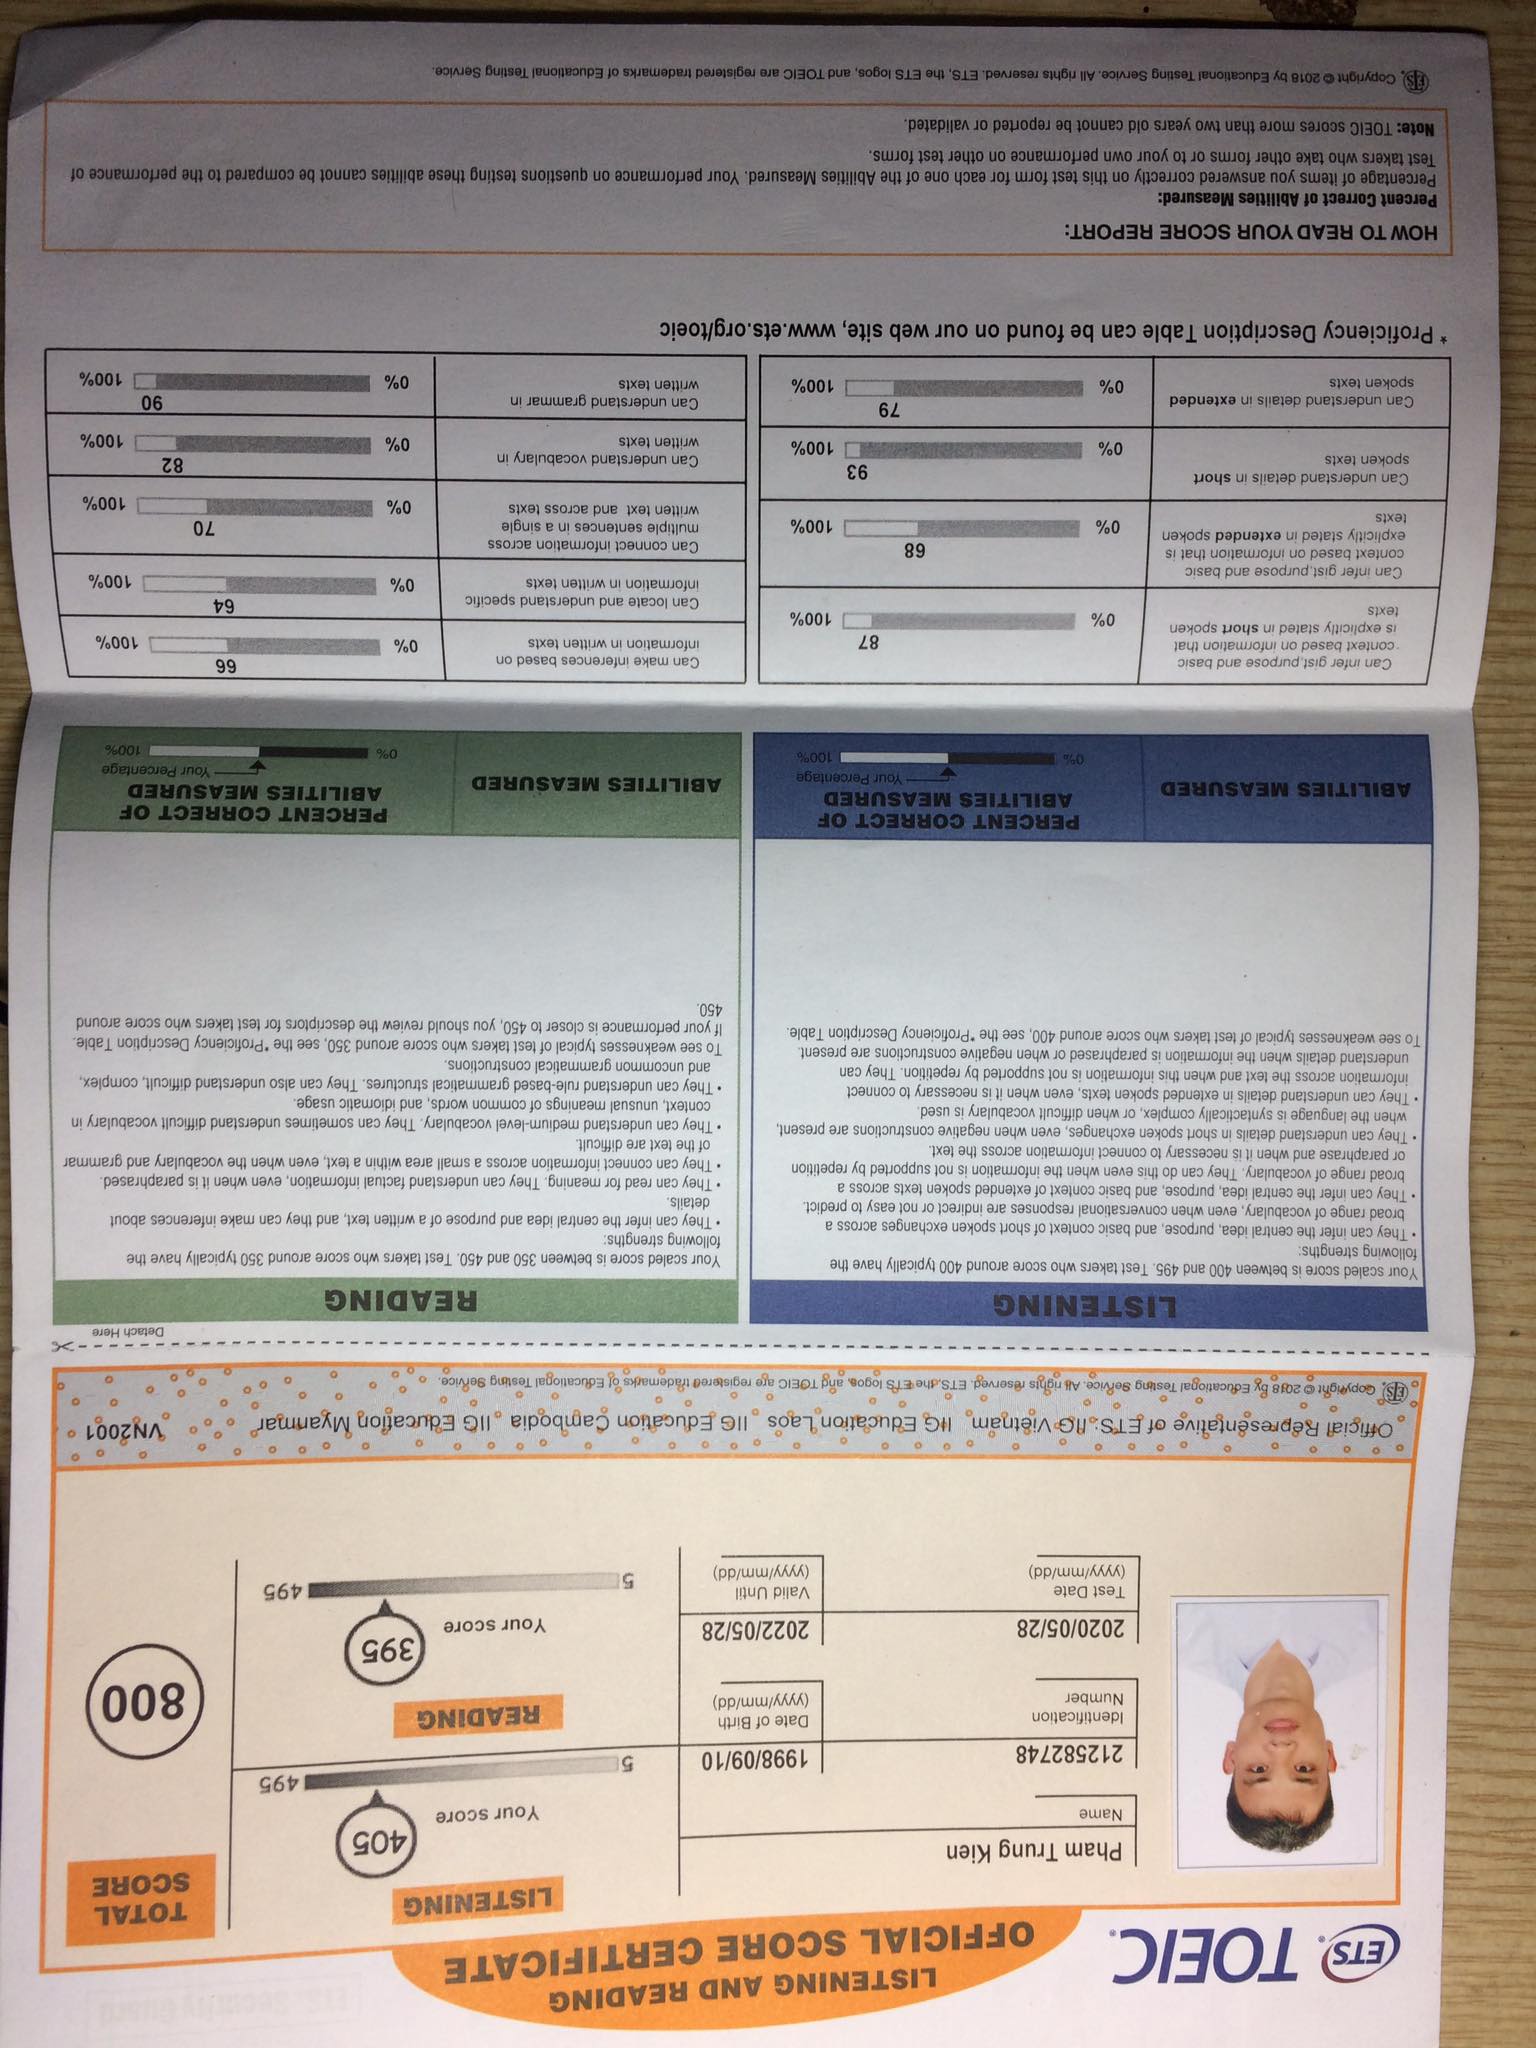 ETS® TOEIC®
LISTENING AND READING
OFFICIAL SCORE CERTIFICATE
Pham Trung Kien
Name
212582748
Identification
Number
1998/09/10
Date of Birth
(yyyy/mm/dd)
2020/05/28
Test Date
(yyyy/mm/dd)
2022/05/28
Valid Until
(yyyy/mm/dd)
LISTENING
Your score 405
5 495
READING
Your score 395
5 495
TOTAL
SCORE
800
Official Representative of ETS: IIG Vietnam IIG Education Laos IIG Education Cambodia IIG Education Myanmar VN2001
ETS Copyright © 2018 by Educational Testing Service. All rights reserved. ETS, the ETS logos, and TOEIC are registered trademarks of Educational Testing Service.
Detach Here
LISTENING
Your scaled score is between 400 and 495. Test takers who score around 400 typically have the
following strengths:
• They can infer the central idea, purpose, and basic context of short spoken exchanges across a
broad range of vocabulary, even when conversational responses are indirect or not easy to predict.
• They can infer the central idea, purpose, and basic context of extended spoken texts across a
broad range of vocabulary. They can do this even when the information is not supported by repetition
or paraphrase and when it is necessary to connect information across the text.
• They can understand details in short spoken exchanges, even when negative constructions are present,
when the language is syntactically complex, or when difficult vocabulary is used.
• They can understand details in extended spoken texts, even when it is necessary to connect
information across the text and when this information is not supported by repetition. They can
understand details when the information is paraphrased or when negative constructions are present.
To see weaknesses typical of test takers who score around 400, see the *Proficiency Description Table.
READING
Your scaled score is between 350 and 450. Test takers who score around 350 typically have the
following strengths:
• They can infer the central idea and purpose of a written text, and they can make inferences about
details.
• They can read for meaning. They can understand factual information, even when it is paraphrased.
• They can connect information across a small area within a text, even when the vocabulary and grammar
of the text are difficult.
• They can understand medium-level vocabulary. They can sometimes understand difficult vocabulary in
context, unusual meanings of common words, and idiomatic usage.
• They can understand rule-based grammatical structures. They can also understand difficult, complex,
and uncommon grammatical constructions.
To see weaknesses typical of test takers who score around 350, see the *Proficiency Description Table.
If your performance is closer to 450, you should review the descriptors for test takers who score around
450.
ABILITIES MEASURED
PERCENT CORRECT OF
ABILITIES MEASURED
Your Percentage
0% 100%
Can infer gist,purpose and basic
context based on information that
is explicitly stated in short spoken
texts
0% 87 100%
Can infer gist,purpose and basic
context based on information that is
explicitly stated in extended spoken
texts
0% 68 100%
Can understand details in short
spoken texts
0% 93 100%
Can understand details in extended
spoken texts
0% 79 100%
ABILITIES MEASURED
PERCENT CORRECT OF
ABILITIES MEASURED
Your Percentage
0% 100%
Can make inferences based on
information in written texts
0% 66 100%
Can locate and understand specific
information in written texts
0% 64 100%
Can connect information across
multiple sentences in a single
written text and across texts
0% 70 100%
Can understand vocabulary in
written texts
0% 82 100%
Can understand grammar in
written texts
0% 90 100%
* Proficiency Description Table can be found on our web site, www.ets.org/toeic
HOW TO READ YOUR SCORE REPORT:
Percent Correct of Abilities Measured:
Percentage of items you answered correctly on this test form for each one of the Abilities Measured. Your performance on questions testing these abilities cannot be compared to the performance of
Test takers who take other forms or to your own performance on other test forms.
Note: TOEIC scores more than two years old cannot be reported or validated.
ETS Copyright © 2018 by Educational Testing Service. All rights reserved. ETS, the ETS logos, and TOEIC are registered trademarks of Educational Testing Service.